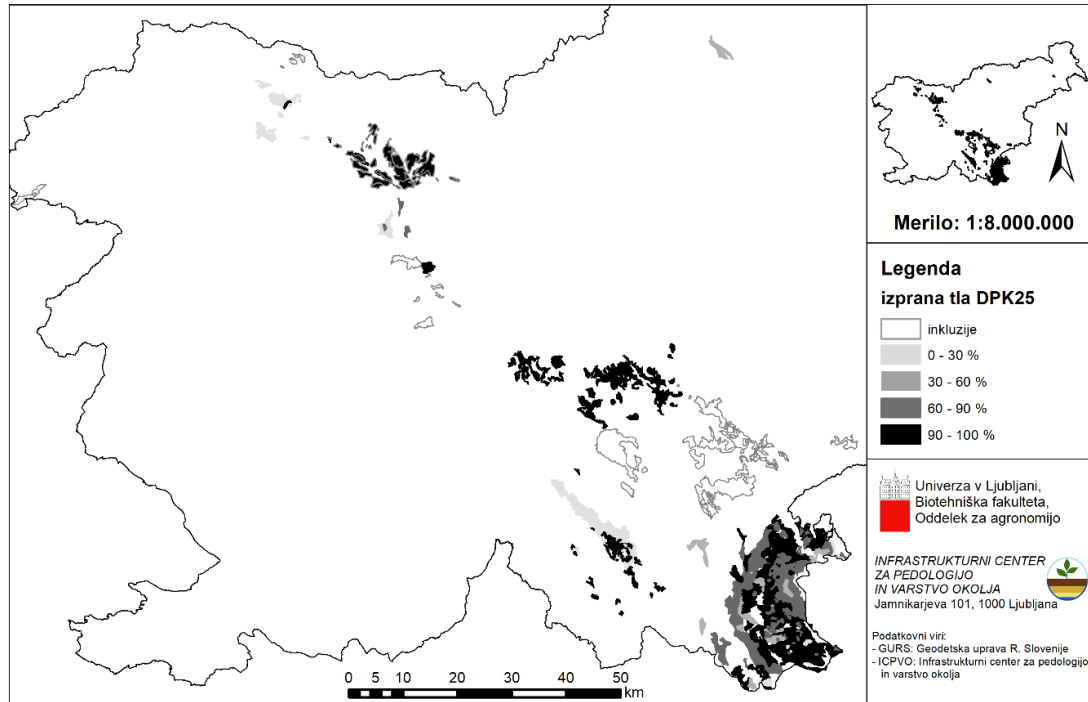 N
Merilo: 1:8.000.000
Legenda
izprana tla DPK25
inkluzije
0 - 30 %
30 - 60 %
60 - 90 %
90 - 100 %
Univerza v Ljubljani,
Biotehniška fakulteta,
Oddelek za agronomijo
INFRASTRUKTURNI CENTER
ZA PEDOLOGIJO
IN VARSTVO OKOLJA
Jamnikarjeva 101, 1000 Ljubljana
Podatkovni viri:
- GURS: Geodetska uprava R. Slovenije
- ICPVO: Infrastrukturni center za pedologijo
in varstvo okolja
0 5 10 20 30 40 50
km